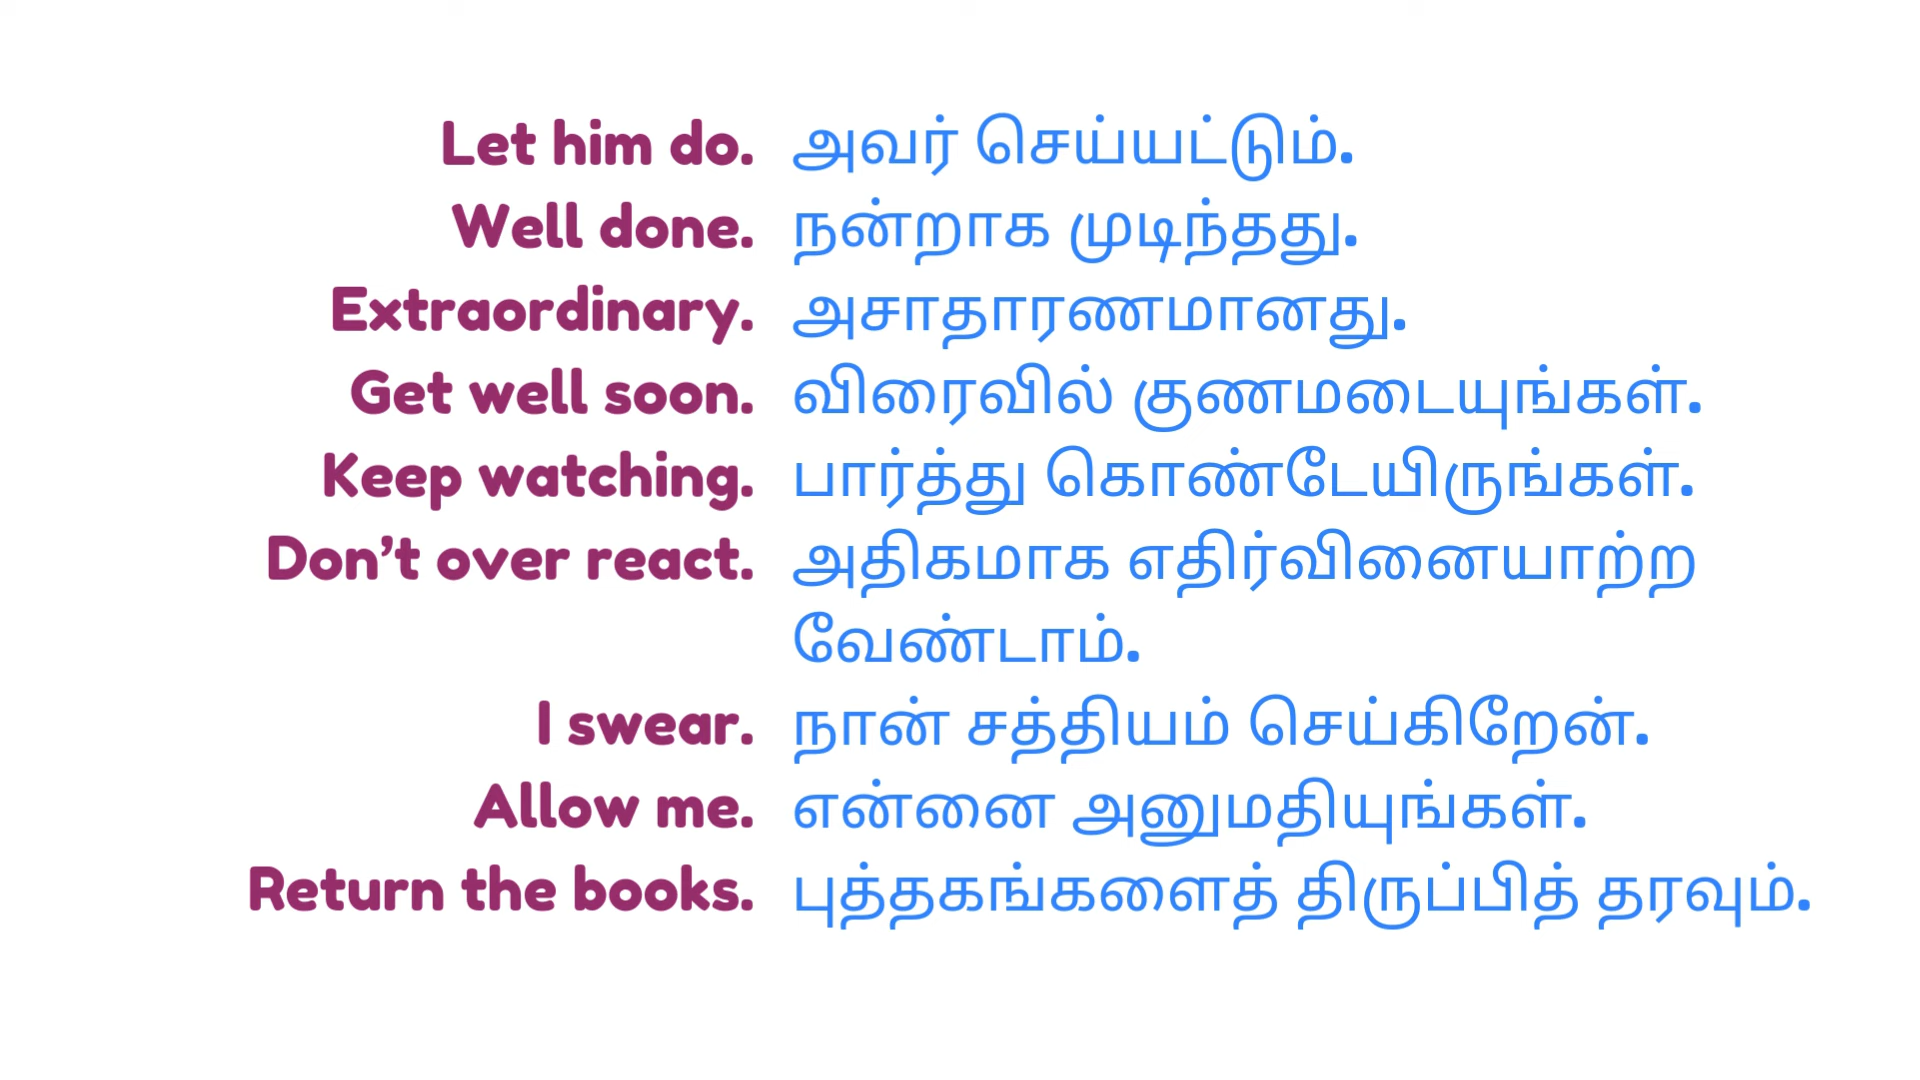 Let him do. அவர் செய்யட்டும்.
Well done. நன்றாக முடிந்தது.
Extraordinary. அசாதாரணமானது.
Get well soon. விரைவில் குணமடையுங்கள்.
Keep watching. பார்த்து கொண்டேயிருங்கள்.
Don’t over react. அதிகமாக எதிர்வினையாற்ற
வேண்டாம்.
I swear. நான் சத்தியம் செய்கிறேன்.
Allow me. என்னை அனுமதியுங்கள்.
Return the books. புத்தகங்களைத் திருப்பித் தரவும்.